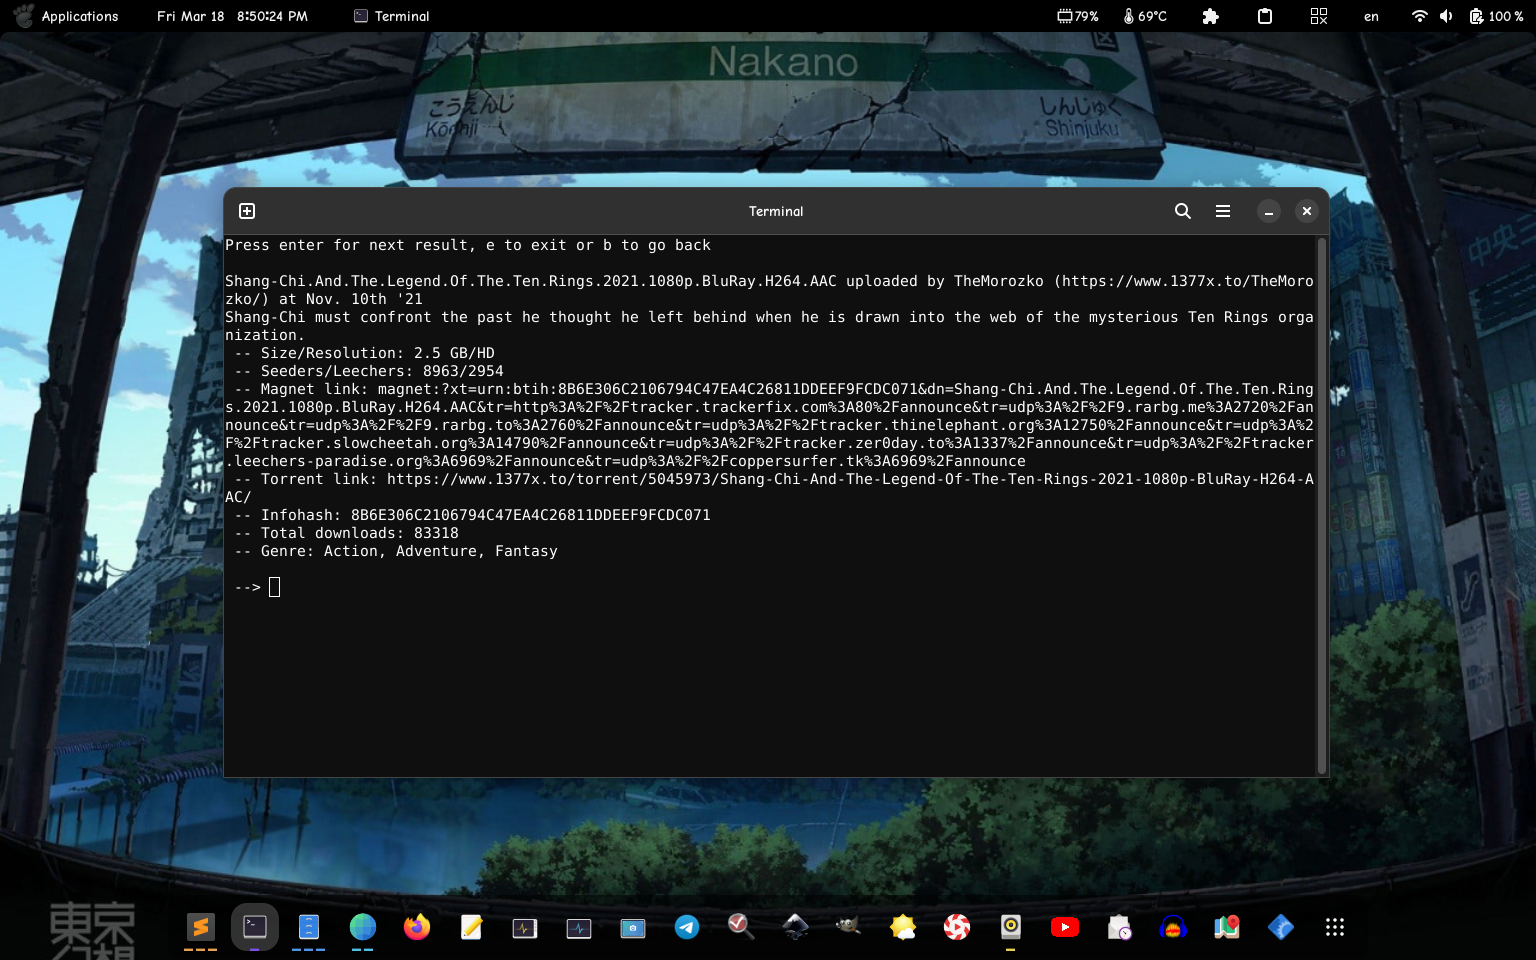 Applications
Fri Mar 18 8:50:24 PM
Terminal
79%
69°C
en
100 %
Nakano
こうえんじ
しんじゅく
Shinjuku
Terminal
Press enter for next result, e to exit or b to go back
Shang-Chi.And.The.Legend.Of.The.Ten.Rings.2021.1080p.BluRay.H264.AAC uploaded by TheMorozko (https://www.1377x.to/TheMoro
zko/) at Nov. 10th '21
Shang-Chi must confront the past he thought he left behind when he is drawn into the web of the mysterious Ten Rings orga
nization.
-- Size/Resolution: 2.5 GB/HD
-- Seeders/Leechers: 8963/2954
-- Magnet link: magnet:?xt=urn:btih:8B6E306C2106794C47EA4C26811DDEEF9FCDC071&dn=Shang-Chi.And.The.Legend.Of.The.Ten.Ring
s.2021.1080p.BluRay.H264.AAC&tr=http%3A%2F%2Ftracker.trackerfix.com%3A80%2Fannounce&tr=udp%3A%2F%2F9.rarbg.me%3A2720%2Fan
nounce&tr=udp%3A%2F%2F9.rarbg.to%3A2760%2Fannounce&tr=udp%3A%2F%2Ftracker.thinelephant.org%3A12750%2Fannounce&tr=udp%3A%2
F%2Ftracker.slowcheetah.org%3A14790%2Fannounce&tr=udp%3A%2F%2Ftracker.zer0day.to%3A1337%2Fannounce&tr=udp%3A%2F%2Ftracker
.leechers-paradise.org%3A6969%2Fannounce&tr=udp%3A%2F%2Fcoppersurfer.tk%3A6969%2Fannounce
-- Torrent link: https://www.1377x.to/torrent/5045973/Shang-Chi-And-The-Legend-Of-The-Ten-Rings-2021-1080p-BluRay-H264-A
AC/
-- Infohash: 8B6E306C2106794C47EA4C26811DDEEF9FCDC071
-- Total downloads: 83318
-- Genre: Action, Adventure, Fantasy
-->
中央
東京